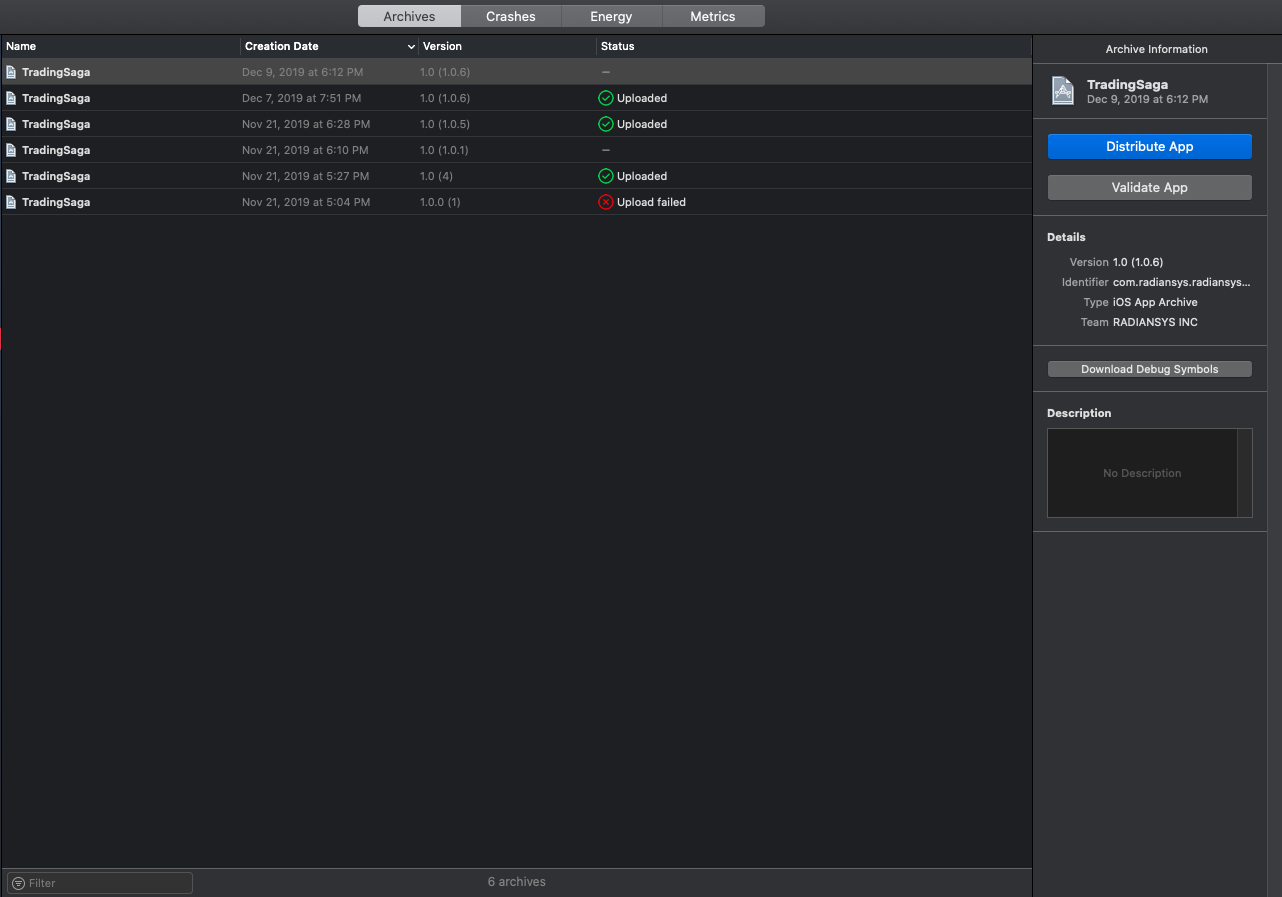 Archives Crashes Energy Metrics
Name Creation Date Version Status
TradingSaga Dec 9, 2019 at 6:12 PM 1.0 (1.0.6) —
TradingSaga Dec 7, 2019 at 7:51 PM 1.0 (1.0.6) Uploaded
TradingSaga Nov 21, 2019 at 6:28 PM 1.0 (1.0.5) Uploaded
TradingSaga Nov 21, 2019 at 6:10 PM 1.0 (1.0.1) —
TradingSaga Nov 21, 2019 at 5:27 PM 1.0 (4) Uploaded
TradingSaga Nov 21, 2019 at 5:04 PM 1.0.0 (1) Upload failed
Filter
6 archives
Archive Information
TradingSaga
Dec 9, 2019 at 6:12 PM
Distribute App
Validate App
Details
Version 1.0 (1.0.6)
Identifier com.radiansys.radiansys...
Type iOS App Archive
Team RADIANSYS INC
Download Debug Symbols
Description
No Description